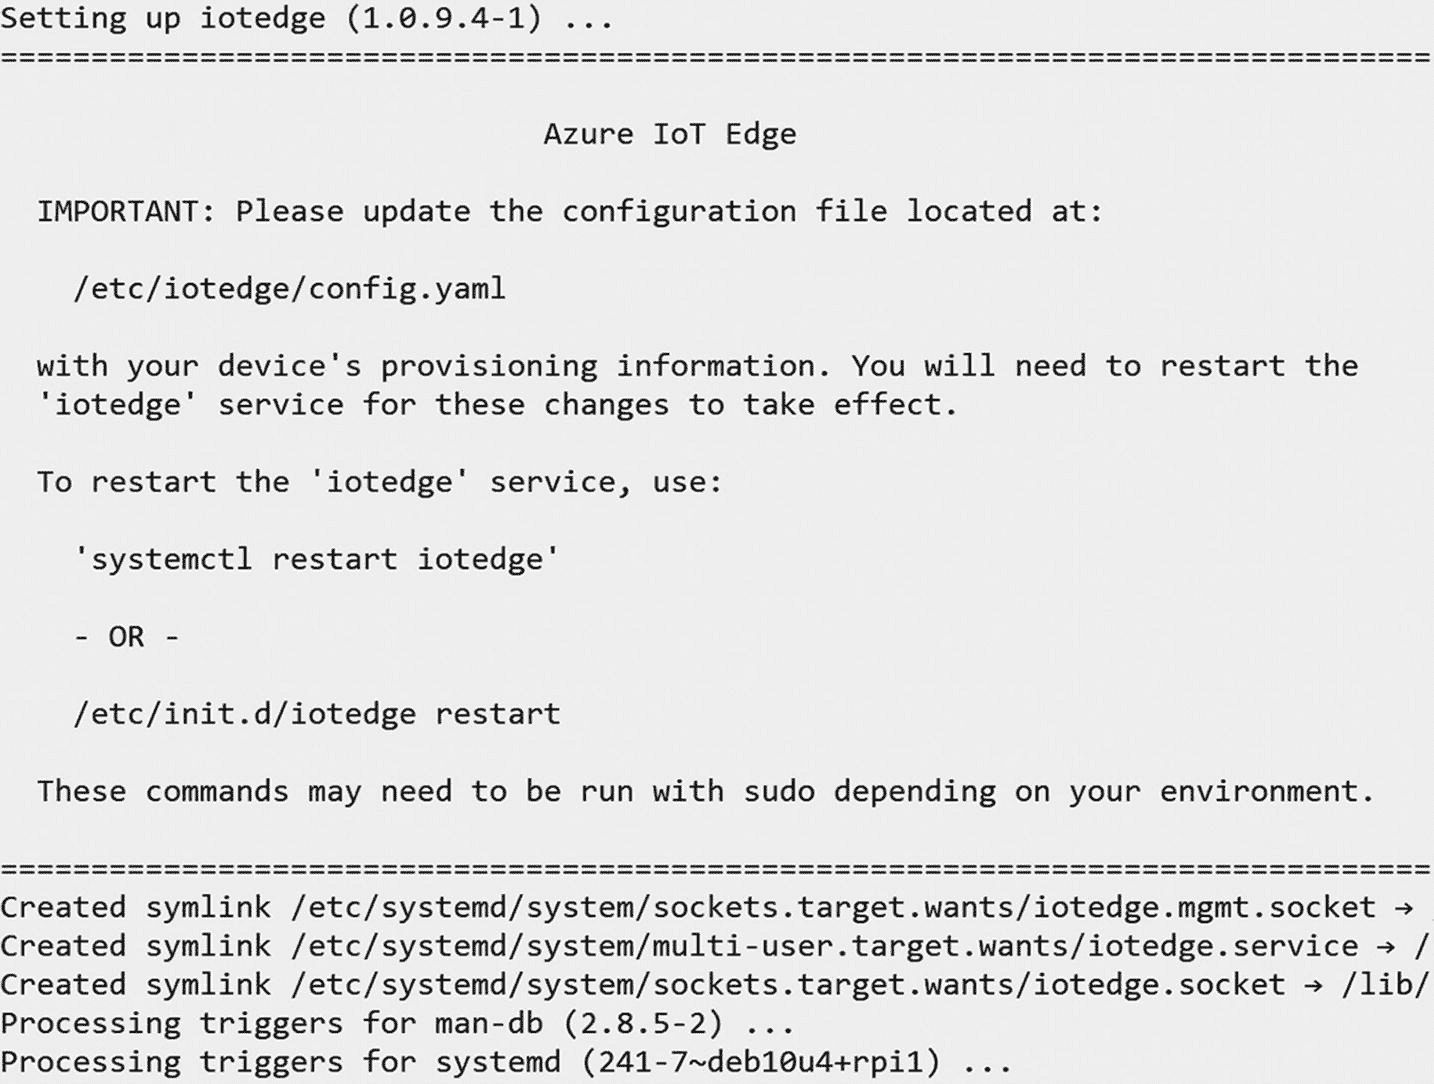 Setting up iotedge (1.0.9.4-1) ...
===============================================================================
Azure IoT Edge
IMPORTANT: Please update the configuration file located at:
/etc/iotedge/config.yaml
with your device's provisioning information. You will need to restart the
'iotedge' service for these changes to take effect.
To restart the 'iotedge' service, use:
'systemctl restart iotedge'
- OR -
/etc/init.d/iotedge restart
These commands may need to be run with sudo depending on your environment.
===============================================================================
Created symlink /etc/systemd/system/sockets.target.wants/iotedge.mgmt.socket →
Created symlink /etc/systemd/system/multi-user.target.wants/iotedge.service → /
Created symlink /etc/systemd/system/sockets.target.wants/iotedge.socket → /lib/
Processing triggers for man-db (2.8.5-2) ...
Processing triggers for systemd (241-7~deb10u4+rpi1) ...